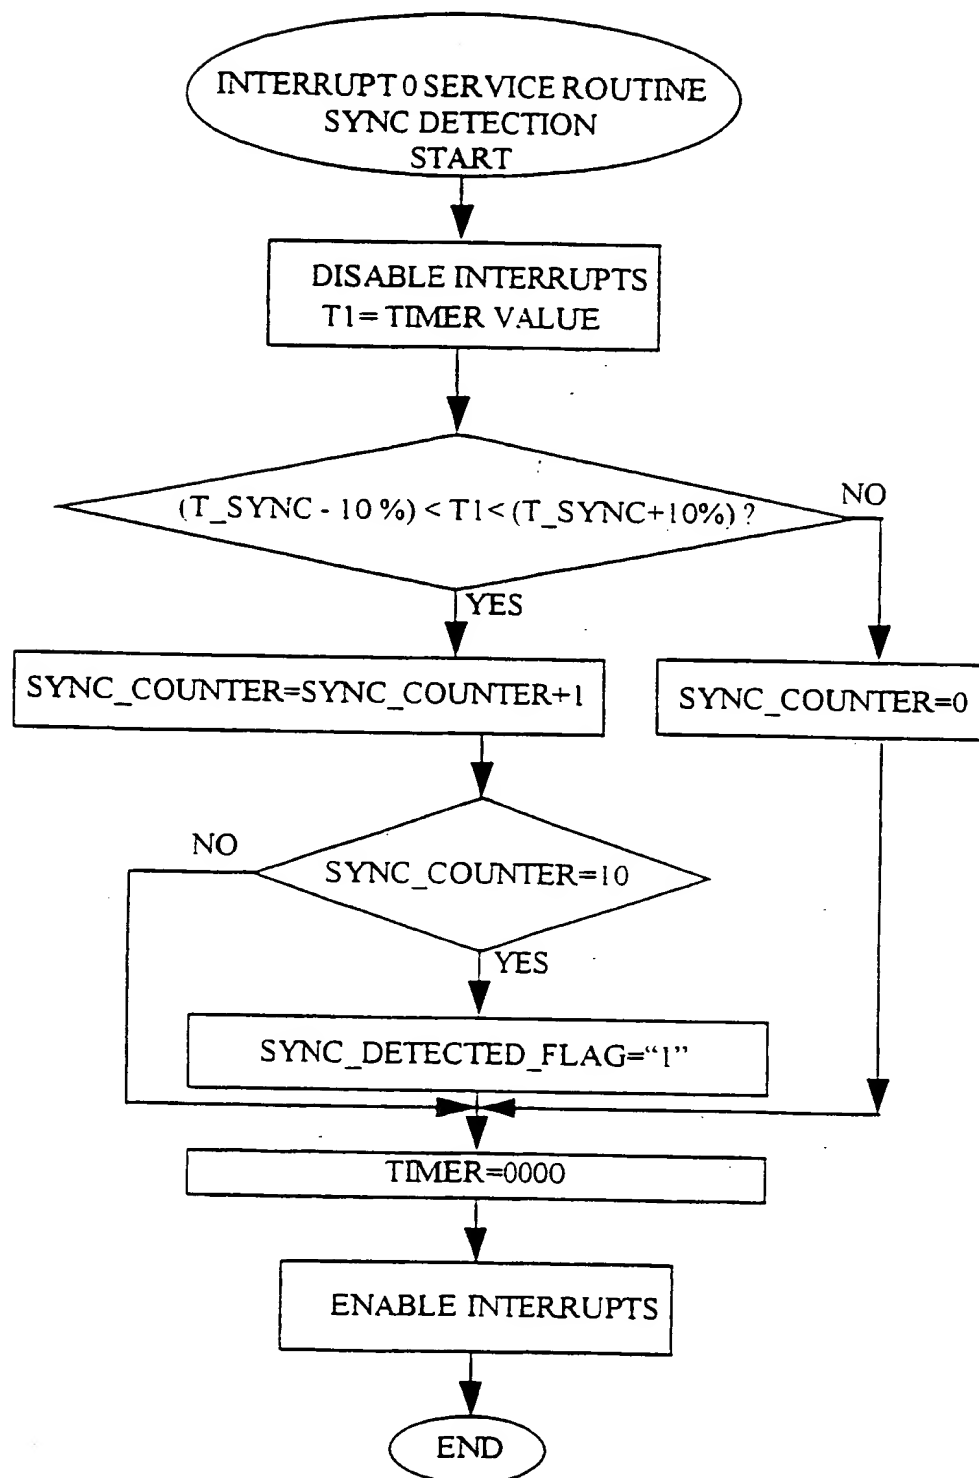 INTERRUPT 0 SERVICE ROUTINE
SYNC DETECTION
START
DISABLE INTERRUPTS
T1= TIMER VALUE
(T_SYNC - 10 %) < T1< (T_SYNC+10%) ?
NO
YES
SYNC_COUNTER=SYNC_COUNTER+1
SYNC_COUNTER=0
NO
SYNC_COUNTER=10
YES
SYNC_DETECTED_FLAG=“1”
TIMER=0000
ENABLE INTERRUPTS
END